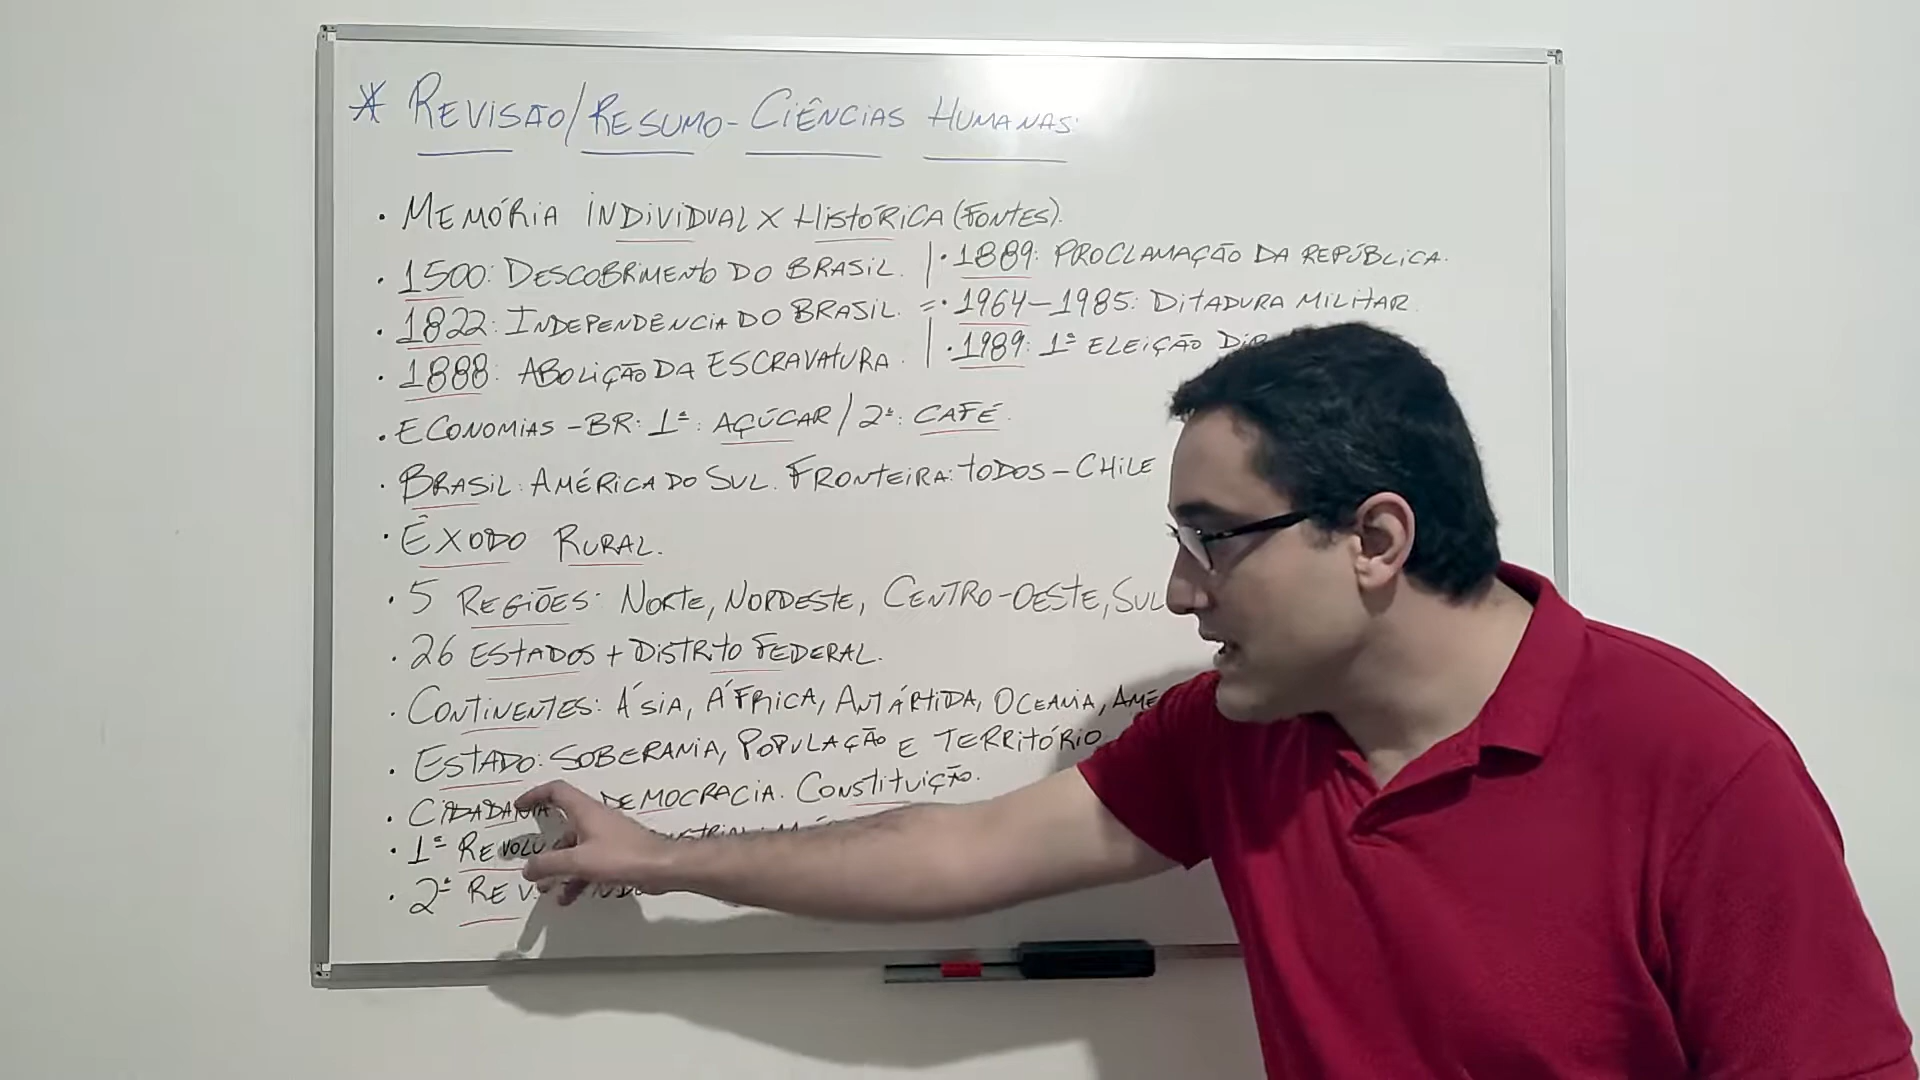 * REVISÃO/RESUMO - CIÊNCIAS HUMANAS:
• MEMÓRIA INDIVIDUAL X HISTÓRICA (FONTES).
• 1500: DESCOBRIMENTO DO BRASIL.
• 1822: INDEPENDÊNCIA DO BRASIL.
• 1888: ABOLIÇÃO DA ESCRAVATURA.
• 1889: PROCLAMAÇÃO DA REPÚBLICA.
• 1964-1985: DITADURA MILITAR.
• 1989: 1ª ELEIÇÃO
• ECONOMIAS - BR: 1ª: AÇÚCAR / 2ª: CAFÉ.
• BRASIL: AMÉRICA DO SUL. FRONTEIRA: TODOS - CHILE
• ÊXODO RURAL.
• 5 REGIÕES: NORTE, NORDESTE, CENTRO-OESTE, SUL
• 26 ESTADOS + DISTRITO FEDERAL.
• CONTINENTES: ÁSIA, ÁFRICA, ANTÁRTIDA, OCEANIA,
• ESTADO: SOBERANIA, POPULAÇÃO E TERRITÓRIO
• CIDADANIA DEMOCRACIA. CONSTITUIÇÃO.
• 1ª
• 2ª REV.